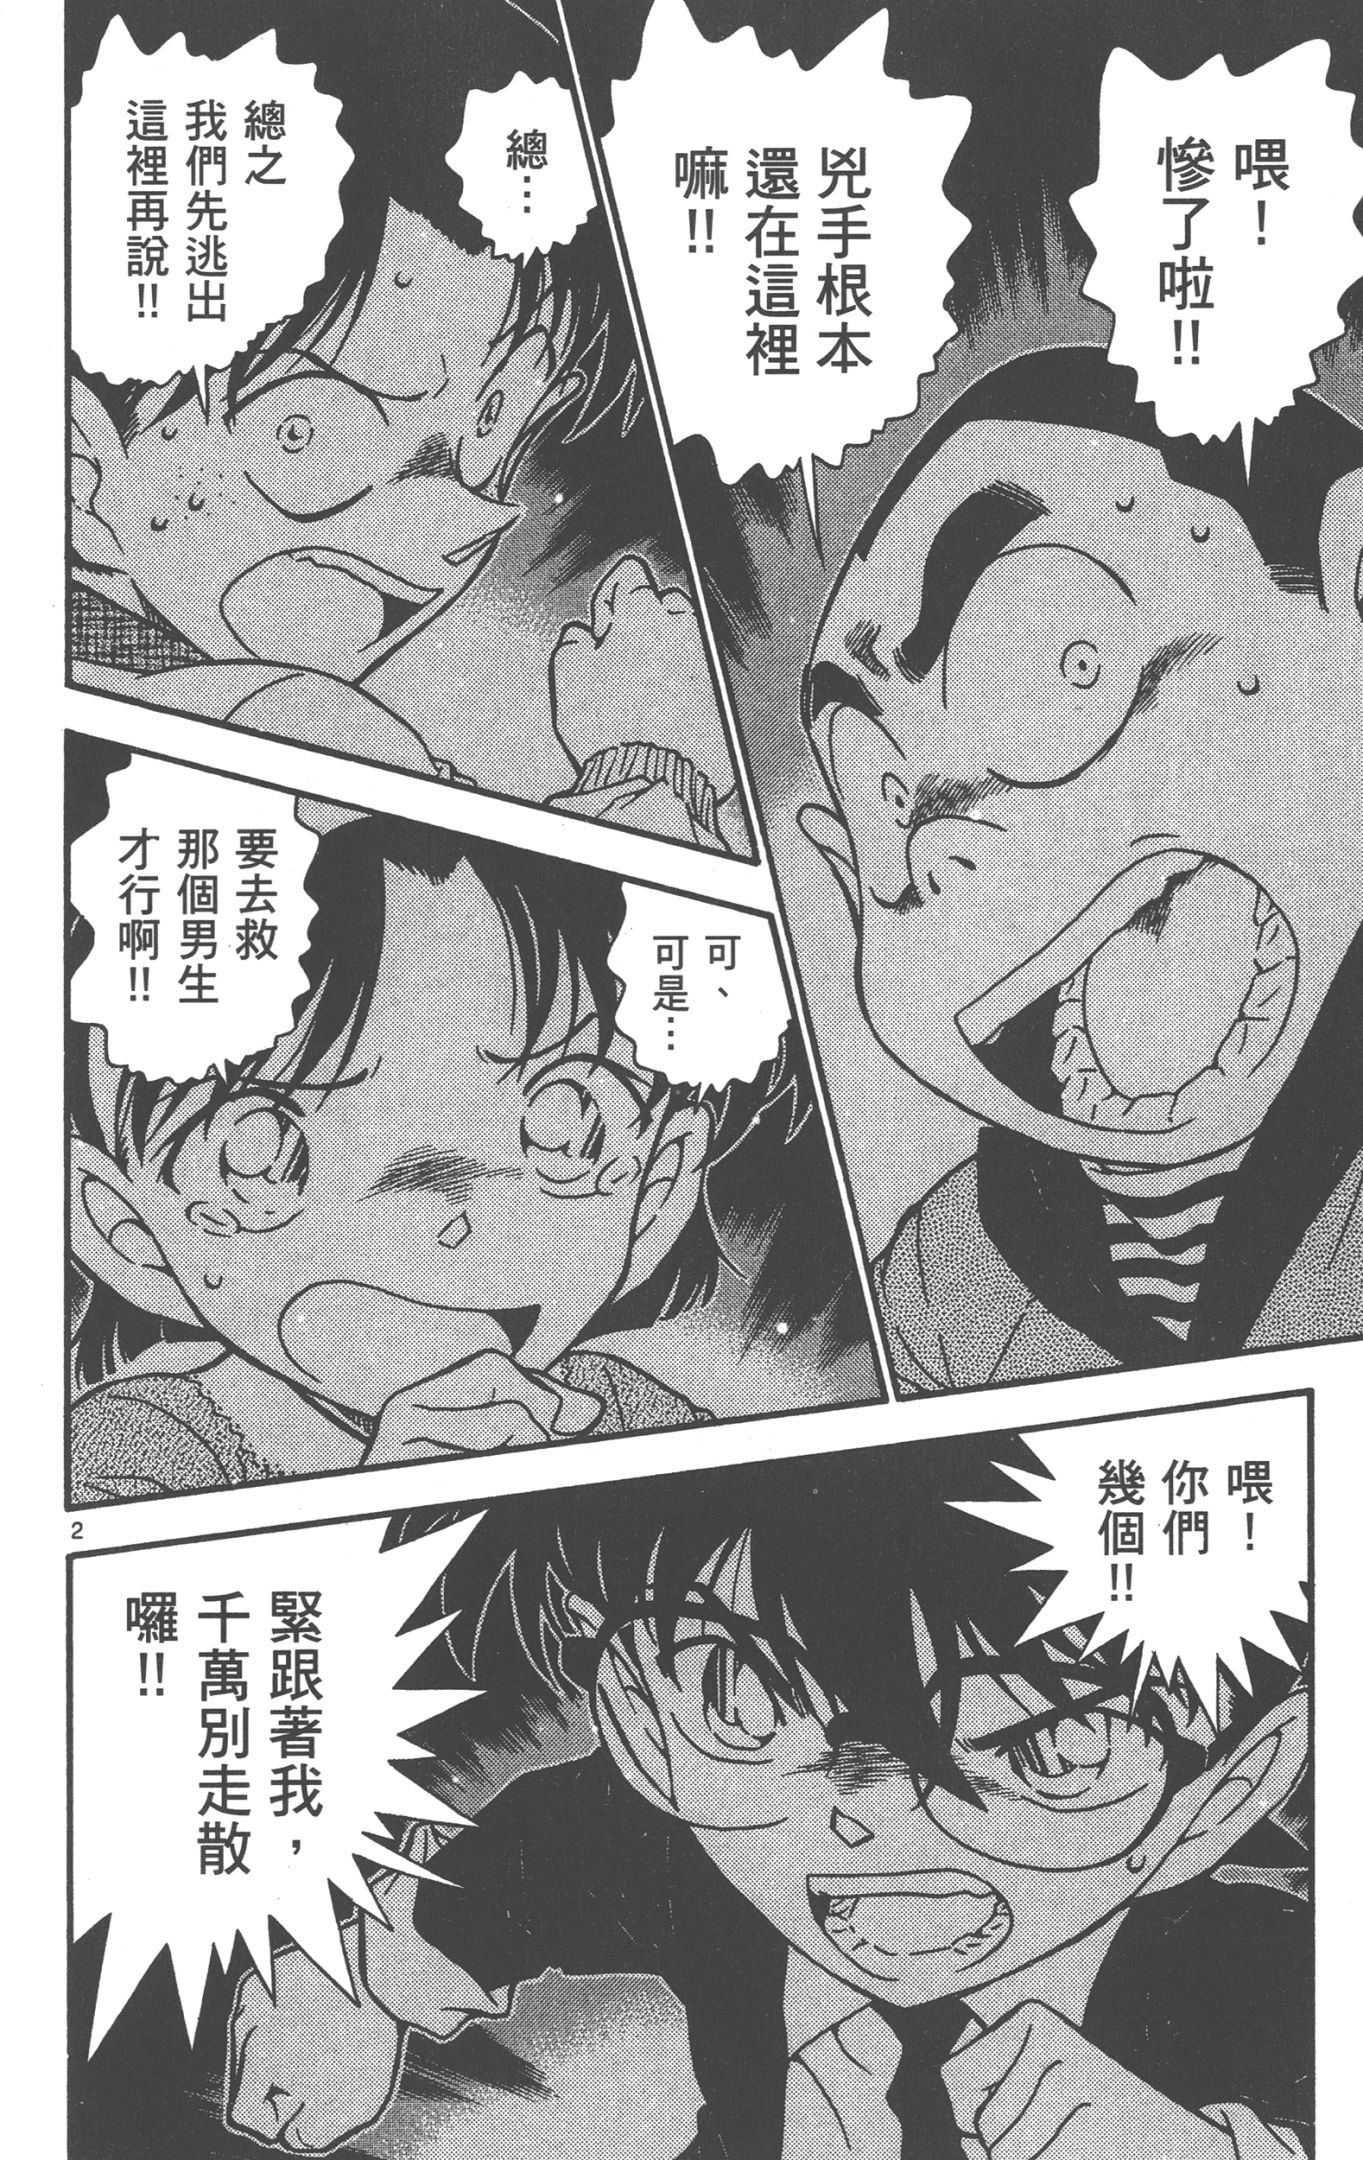 喂！
慘了啦!!
兇手根本
還在這裡
嘛!!
總…
總之
我們先逃出
這裡再說!!
可、
可是…
要去救
那個男生
才行啊!!
喂！
你們
幾個!!
緊跟著我，
千萬別走散
囉!!
2